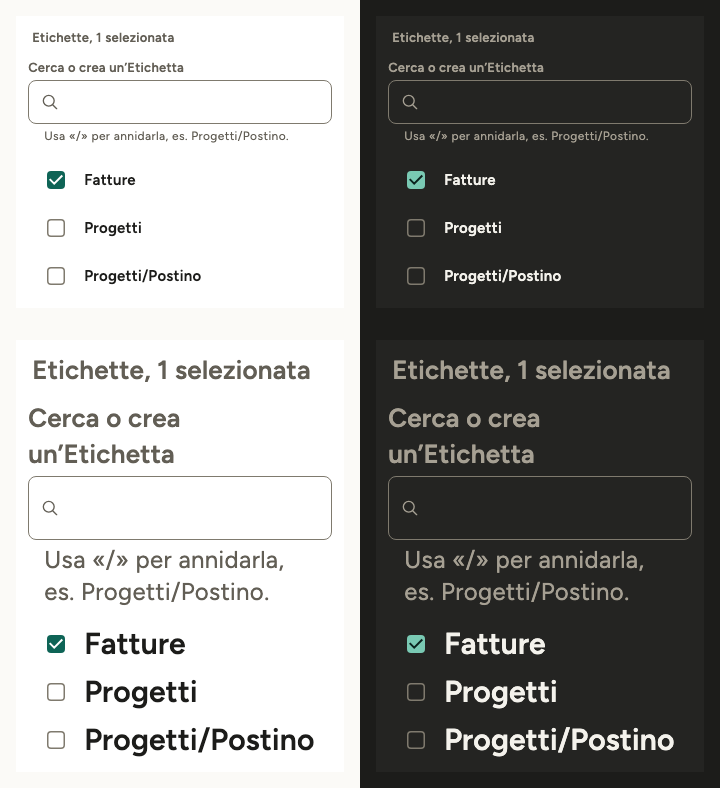 Etichette, 1 selezionata
Cerca o crea un’Etichetta
Usa «/» per annidarla, es. Progetti/Postino.
Fatture
Progetti
Progetti/Postino
Etichette, 1 selezionata
Cerca o crea un’Etichetta
Usa «/» per annidarla, es. Progetti/Postino.
Fatture
Progetti
Progetti/Postino
Etichette, 1 selezionata
Cerca o crea
un’Etichetta
Usa «/» per annidarla,
es. Progetti/Postino.
Fatture
Progetti
Progetti/Postino
Etichette, 1 selezionata
Cerca o crea
un’Etichetta
Usa «/» per annidarla,
es. Progetti/Postino.
Fatture
Progetti
Progetti/Postino